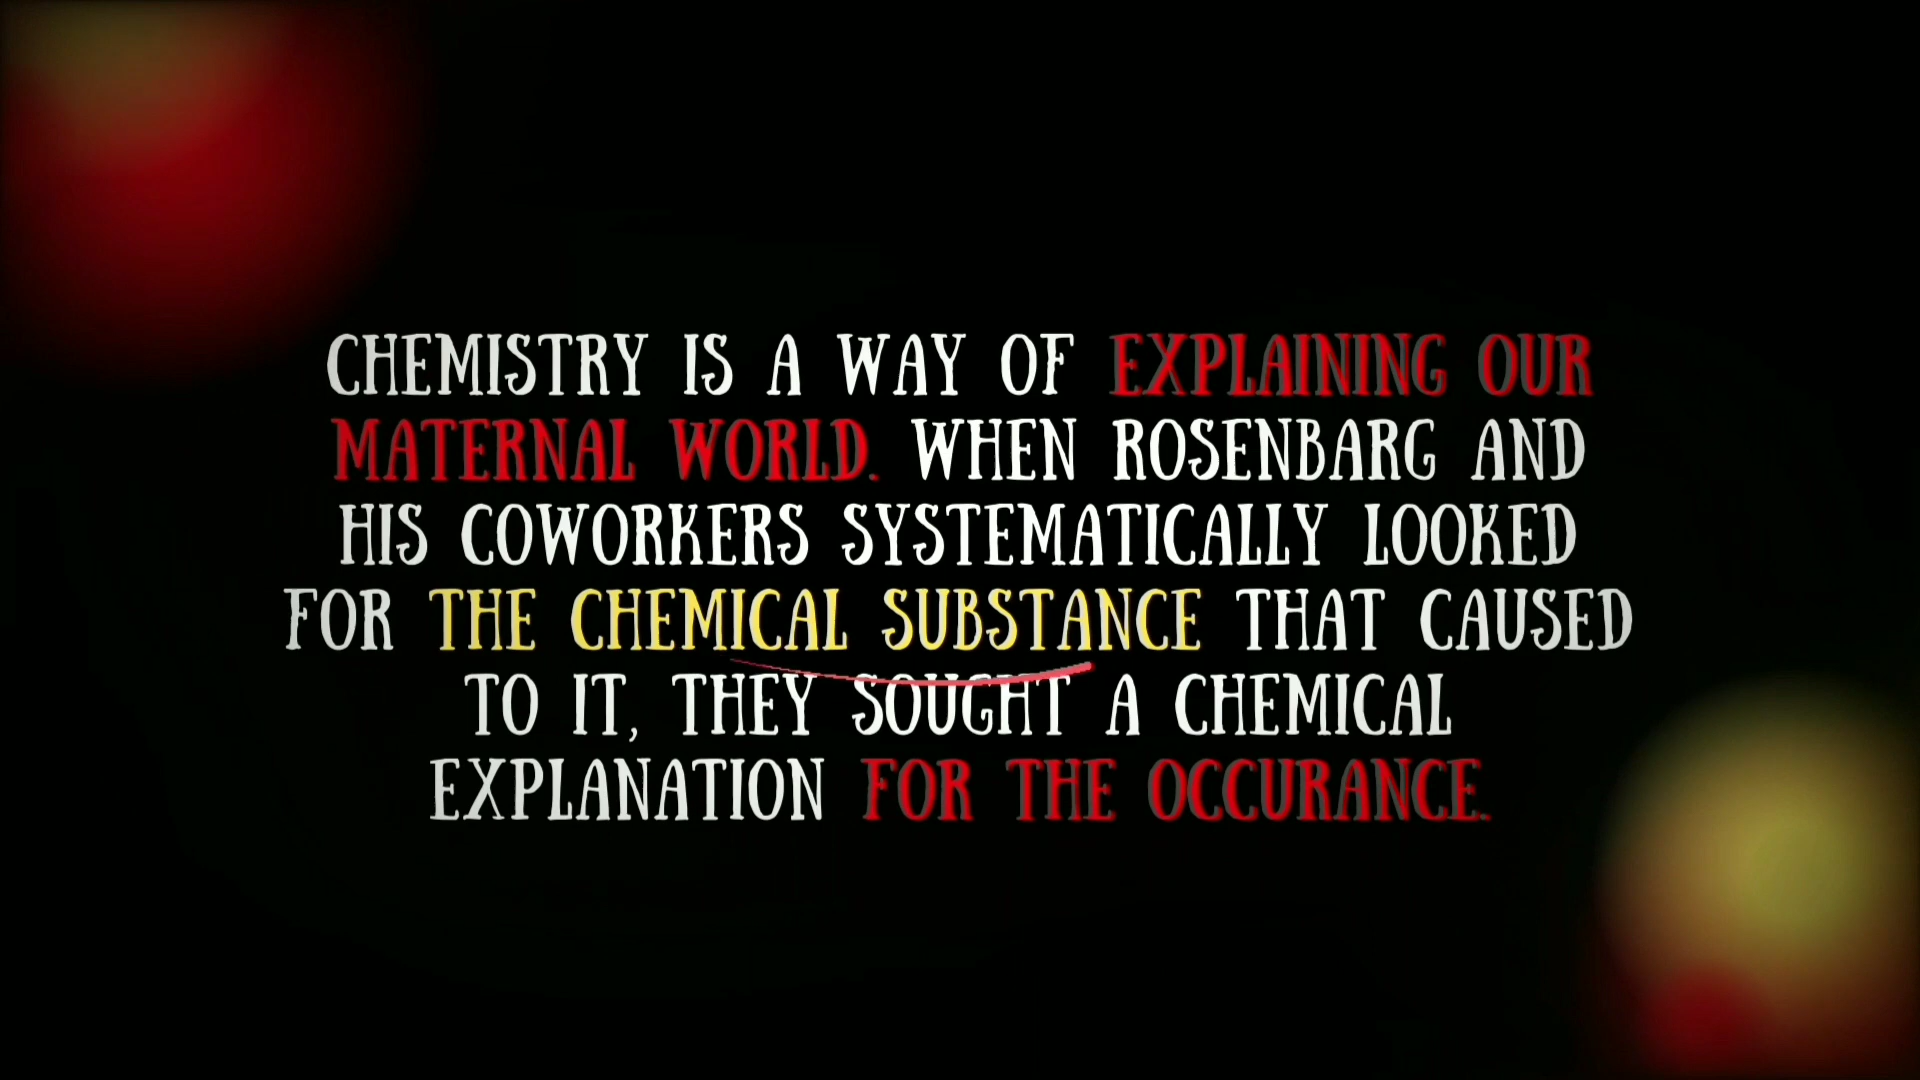 CHEMISTRY IS A WAY OF EXPLAINING OUR
MATERNAL WORLD. WHEN ROSENBARG AND
HIS COWORKERS SYSTEMATICALLY LOOKED
FOR THE CHEMICAL SUBSTANCE THAT CAUSED
TO IT, THEY SOUGHT A CHEMICAL
EXPLANATION FOR THE OCCURANCE.